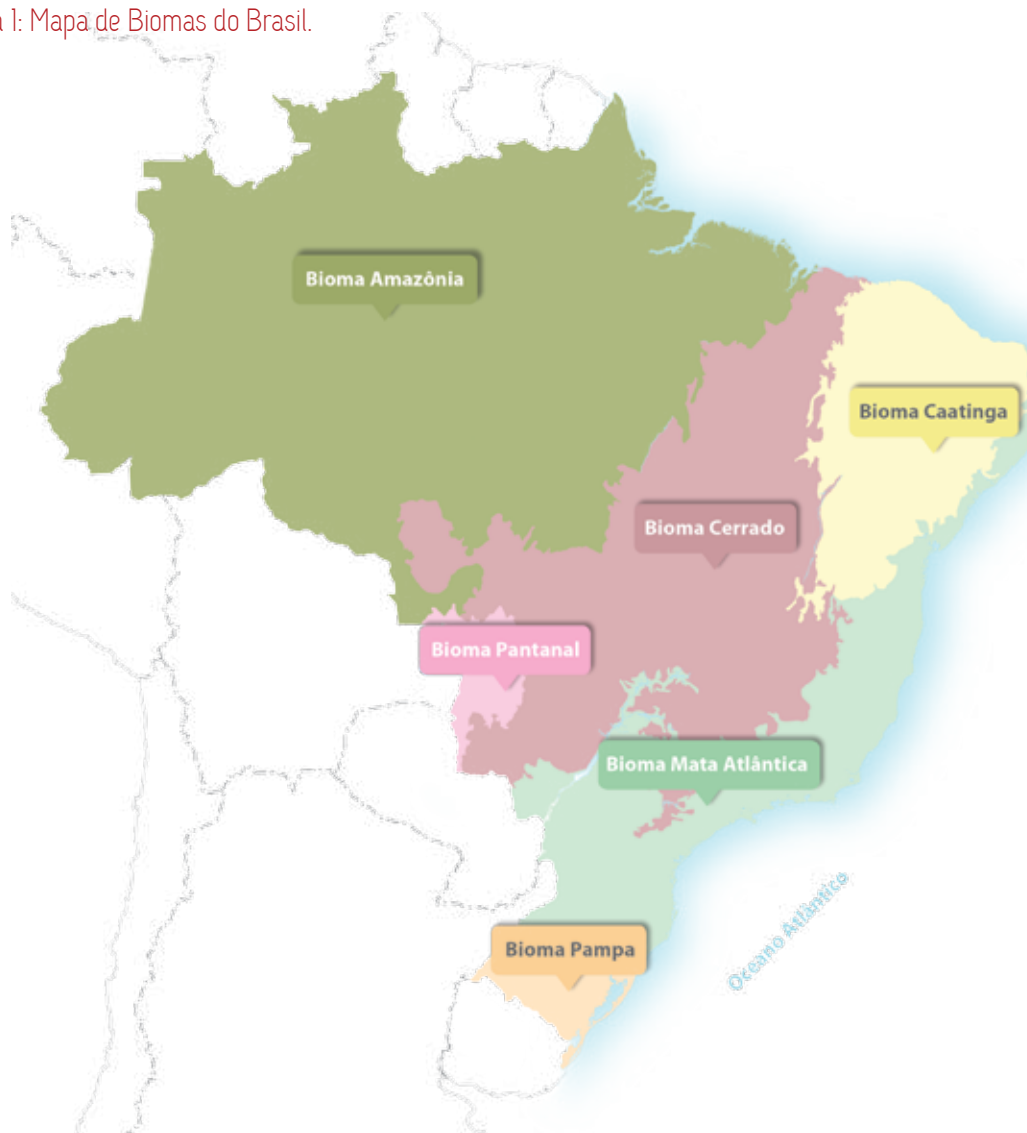 1: Mapa de Biomas do Brasil.
Bioma Amazônia
Bioma Caatinga
Bioma Cerrado
Bioma Pantanal
Bioma Mata Atlântica
Oceano Atlântico
Bioma Pampa